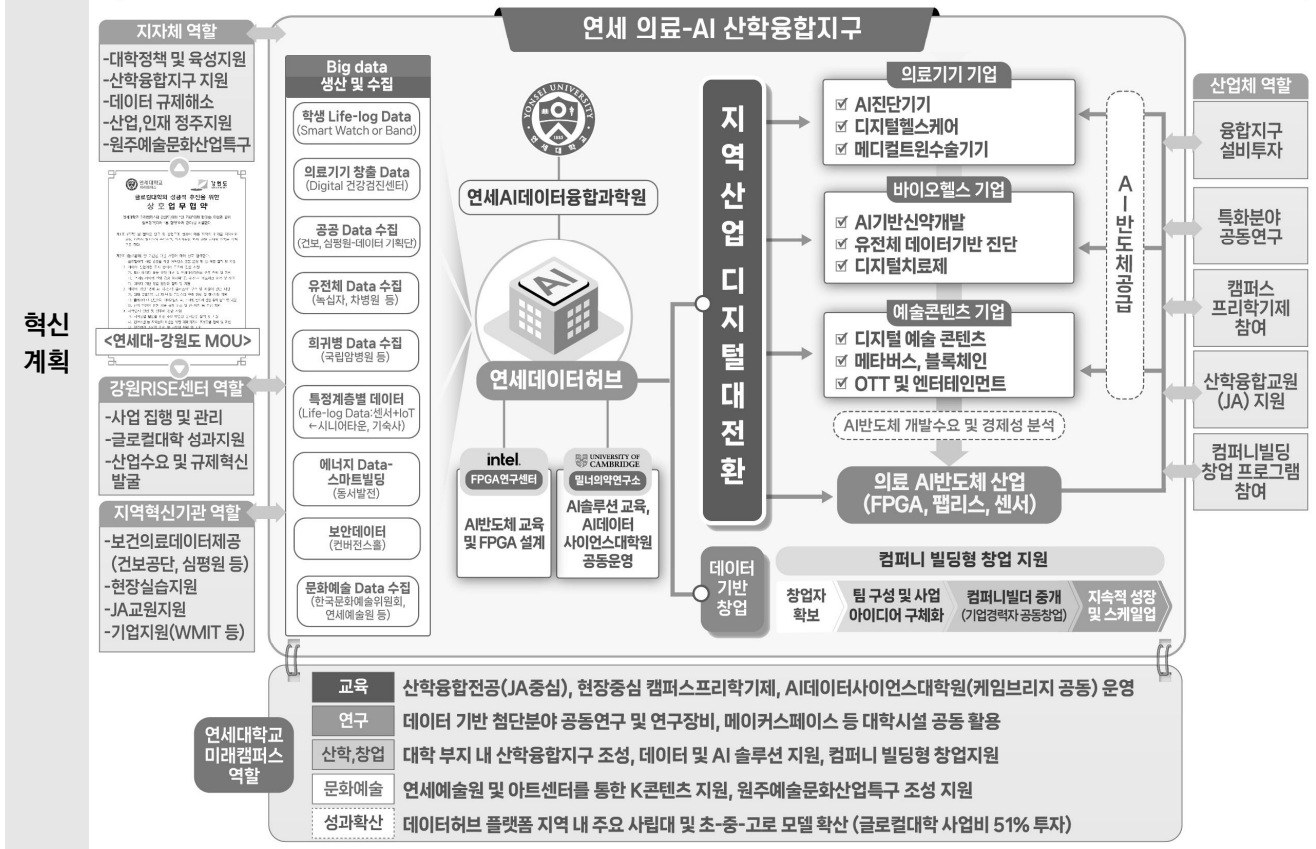 혁신
계획
지자체 역할
-대학정책 및 육성지원
-산학융합지구 지원
-데이터 규제해소
-산업,인재 정주지원
-원주예술문화산업특구
연세대학교
강원도
글로컬대학의 성공적 추진을 위한
상호업무협약
<연세대-강원도 MOU>
강원RISE센터 역할
-사업 집행 및 관리
-글로컬대학 성과지원
-산업수요 및 규제혁신
발굴
지역혁신기관 역할
-보건의료데이터제공
(건보공단, 심평원 등)
-현장실습지원
-JA교원지원
-기업지원(WMIT 등)
연세 의료-AI 산학융합지구
Big data
생산 및 수집
학생 Life-log Data
(Smart Watch or Band)
의료기기 창출 Data
(Digital 건강검진센터)
공공 Data 수집
(건보, 심평원-데이터 기획단)
유전체 Data 수집
(녹십자, 차병원 등)
희귀병 Data 수집
(국립암병원 등)
특정계층별 데이터
(Life-log Data:센서+IoT
←시니어타운, 기숙사)
에너지 Data-
스마트빌딩
(동서발전)
보안데이터
(컨버전스홀)
문화예술 Data 수집
(한국문화예술위원회,
연세예술원 등)
YONSEI UNIVERSITY
1885
연세대학교
연세AI데이터융합과학원
AI
연세데이터허브
intel.
FPGA연구센터
AI반도체 교육
및 FPGA 설계
UNIVERSITY OF
CAMBRIDGE
밀너의약연구소
AI솔루션 교육,
AI데이터
사이언스대학원
공동운영
지역산업 디지털대전환
의료기기 기업
AI진단기기
디지털헬스케어
메디컬트윈수술기기
바이오헬스 기업
AI기반신약개발
유전체 데이터기반 진단
디지털치료제
예술콘텐츠 기업
디지털 예술 콘텐츠
메타버스, 블록체인
OTT 및 엔터테인먼트
AI반도체 개발수요 및 경제성 분석
의료 AI반도체 산업
(FPGA, 팹리스, 센서)
AI반도체공급
데이터
기반
창업
컴퍼니 빌딩형 창업 지원
창업자
확보
팀 구성 및 사업
아이디어 구체화
컴퍼니빌더 중개
(기업경력자 공동창업)
지속적 성장
및 스케일업
산업체 역할
융합지구
설비투자
특화분야
공동연구
캠퍼스
프리학기제
참여
산학융합교원
(JA) 지원
컴퍼니빌딩
창업 프로그램
참여
연세대학교
미래캠퍼스
역할
교육 산학융합전공(JA중심), 현장중심 캠퍼스프리학기제, AI데이터사이언스대학원(케임브리지 공동) 운영
연구 데이터 기반 첨단분야 공동연구 및 연구장비, 메이커스페이스 등 대학시설 공동 활용
산학,창업 대학 부지 내 산학융합지구 조성, 데이터 및 AI 솔루션 지원, 컴퍼니 빌딩형 창업지원
문화예술 연세예술원 및 아트센터를 통한 K콘텐츠 지원, 원주예술문화산업특구 조성 지원
성과확산 데이터허브 플랫폼 지역 내 주요 사립대 및 초-중-고로 모델 확산 (글로컬대학 사업비 51% 투자)